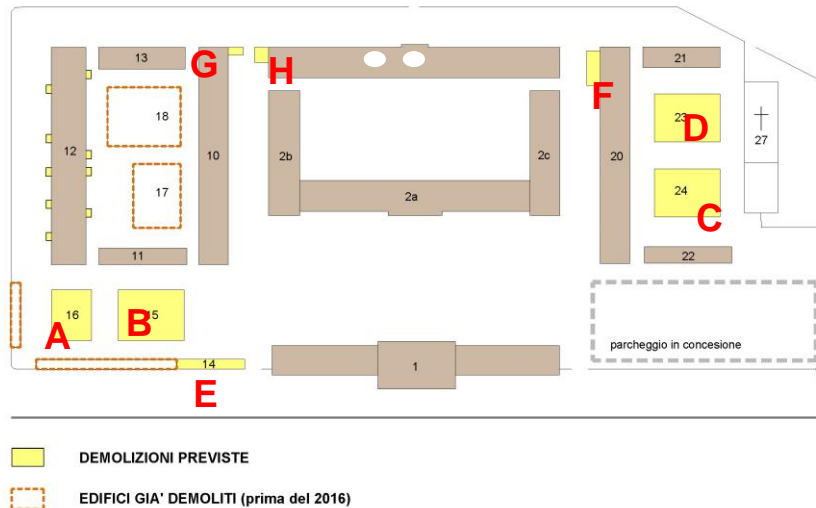 13
G
H
21
18
F
23
D
27
12
10
2b
2c
20
17
2a
24
C
11
22
16
A
B
15
14
E
1
parcheggio in concesione
DEMOLIZIONI PREVISTE
EDIFICI GIA' DEMOLITI (prima del 2016)